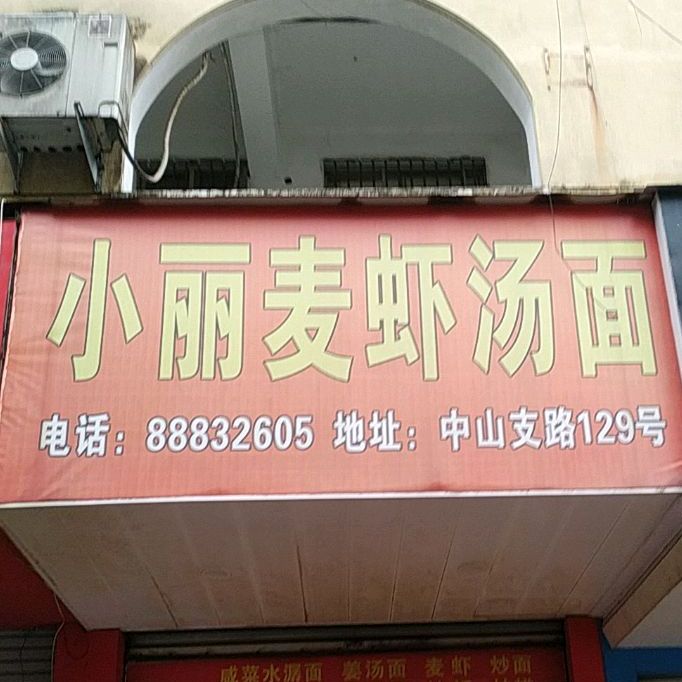 小丽麦虾汤面
电话：88832605 地址：中山支路129号
咸菜水潺面 姜汤面 麦虾 炒面